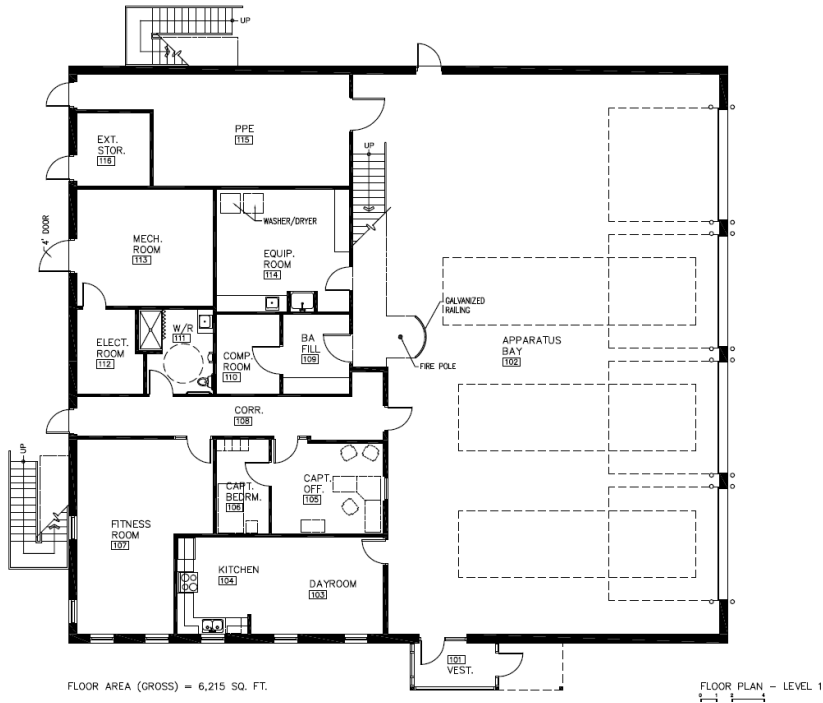 UP
PPE
115
EXT.
STOR.
116
UP
WASHER/DRYER
4' DOOR
MECH.
ROOM
113
EQUIP.
ROOM
114
GALVANIZED
RAILING
ELECT.
ROOM
112
W/R
111
BA
FILL
109
COMP.
ROOM
110
APPARATUS
BAY
102
FIRE POLE
CORR.
108
UP
CAPT.
BEDRM.
106
CAPT.
OFF.
105
FITNESS
ROOM
107
KITCHEN
104
DAYROOM
103
101
VEST.
FLOOR AREA (GROSS) = 6,215 SQ. FT.
FLOOR PLAN - LEVEL 1
0 1 2 4